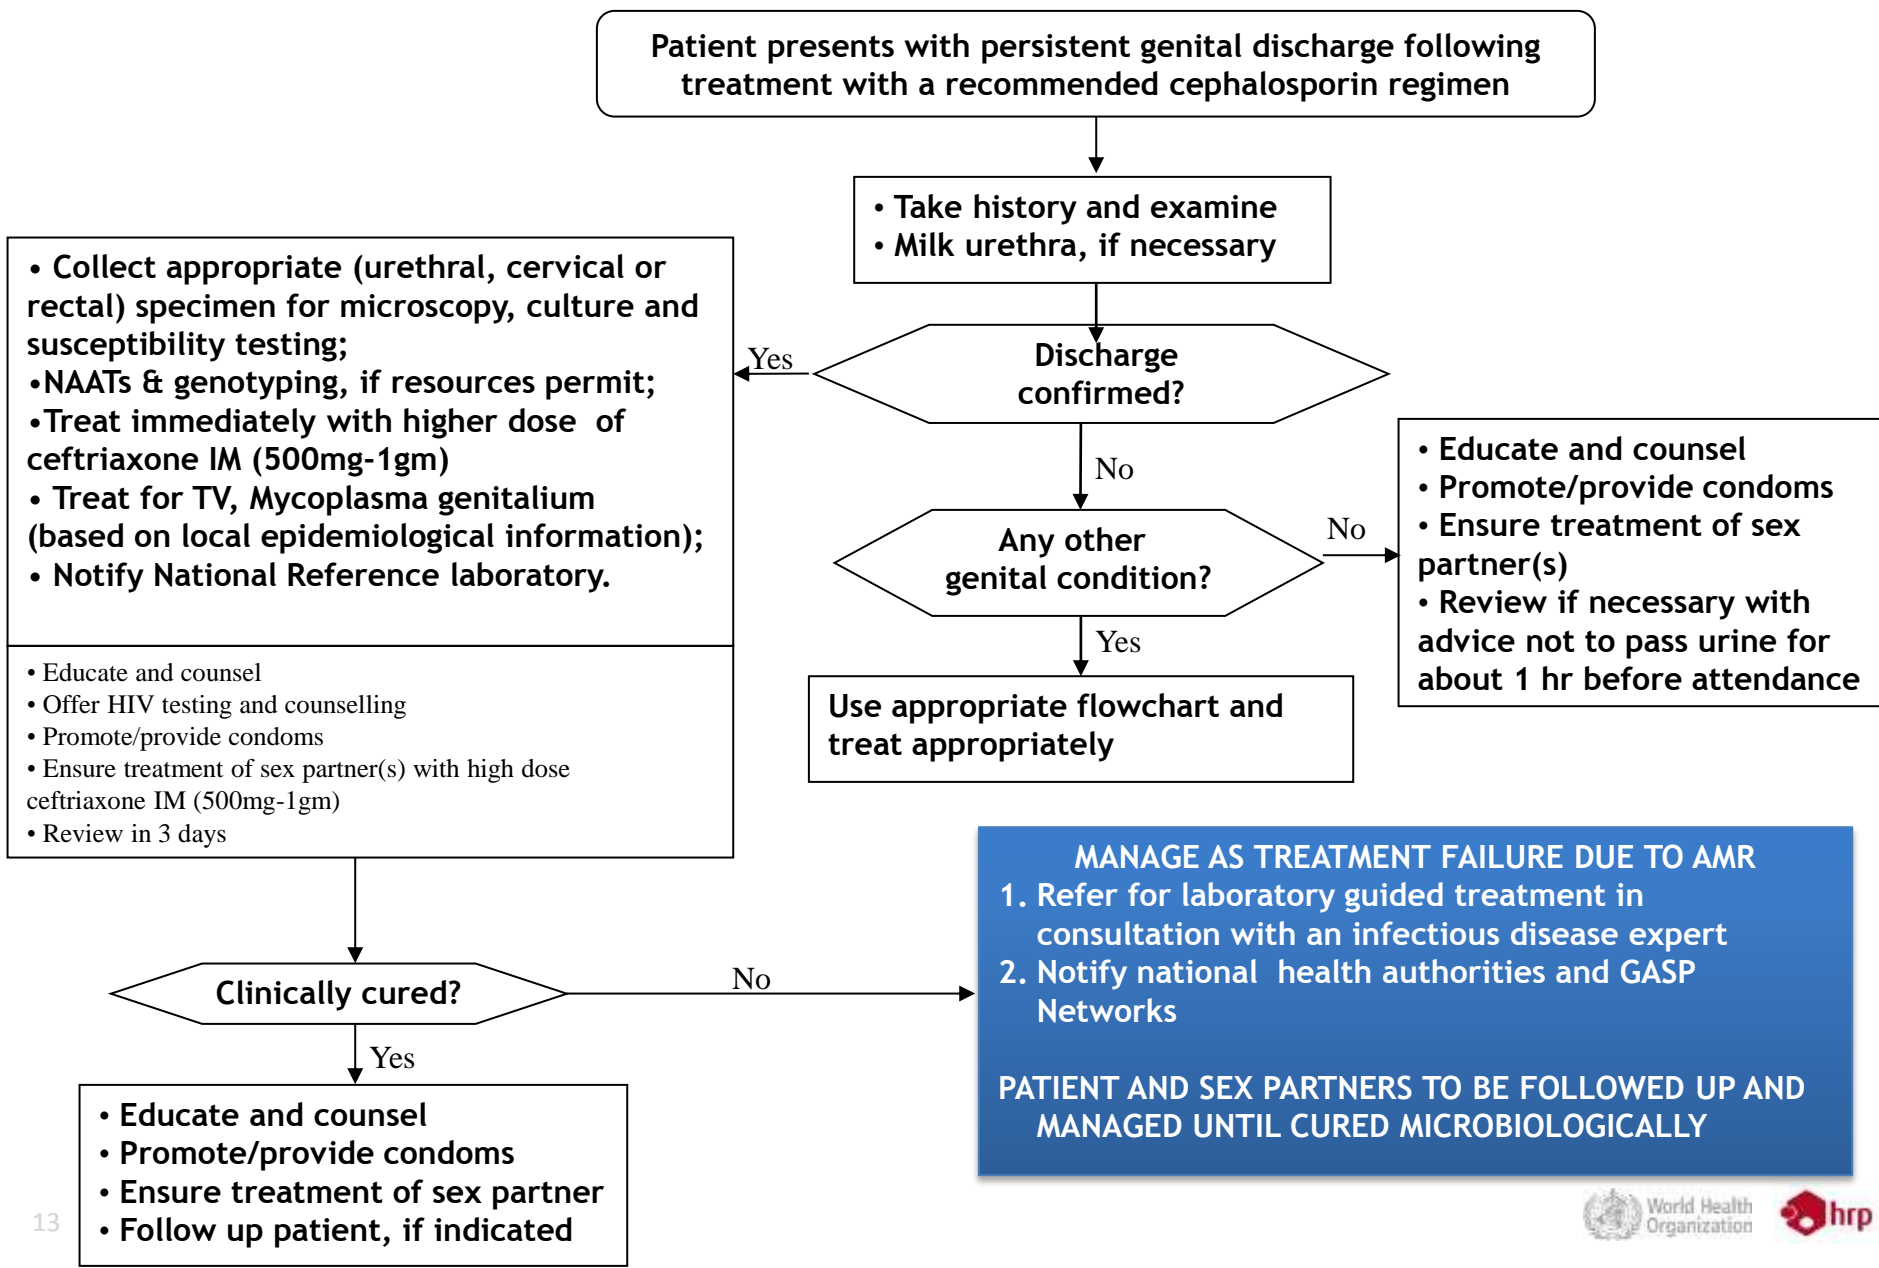 Patient presents with persistent genital discharge following
treatment with a recommended cephalosporin regimen
• Take history and examine
• Milk urethra, if necessary
Discharge
confirmed?
Yes
• Collect appropriate (urethral, cervical or
rectal) specimen for microscopy, culture and
susceptibility testing;
•NAATs & genotyping, if resources permit;
•Treat immediately with higher dose of
ceftriaxone IM (500mg-1gm)
• Treat for TV, Mycoplasma genitalium
(based on local epidemiological information);
• Notify National Reference laboratory.
• Educate and counsel
• Offer HIV testing and counselling
• Promote/provide condoms
• Ensure treatment of sex partner(s) with high dose
ceftriaxone IM (500mg-1gm)
• Review in 3 days
No
Any other
genital condition?
No
• Educate and counsel
• Promote/provide condoms
• Ensure treatment of sex
partner(s)
• Review if necessary with
advice not to pass urine for
about 1 hr before attendance
Yes
Use appropriate flowchart and
treat appropriately
Clinically cured?
No
MANAGE AS TREATMENT FAILURE DUE TO AMR
1. Refer for laboratory guided treatment in
consultation with an infectious disease expert
2. Notify national health authorities and GASP
Networks
PATIENT AND SEX PARTNERS TO BE FOLLOWED UP AND
MANAGED UNTIL CURED MICROBIOLOGICALLY
Yes
• Educate and counsel
• Promote/provide condoms
• Ensure treatment of sex partner
• Follow up patient, if indicated
13
World Health
Organization
hrp